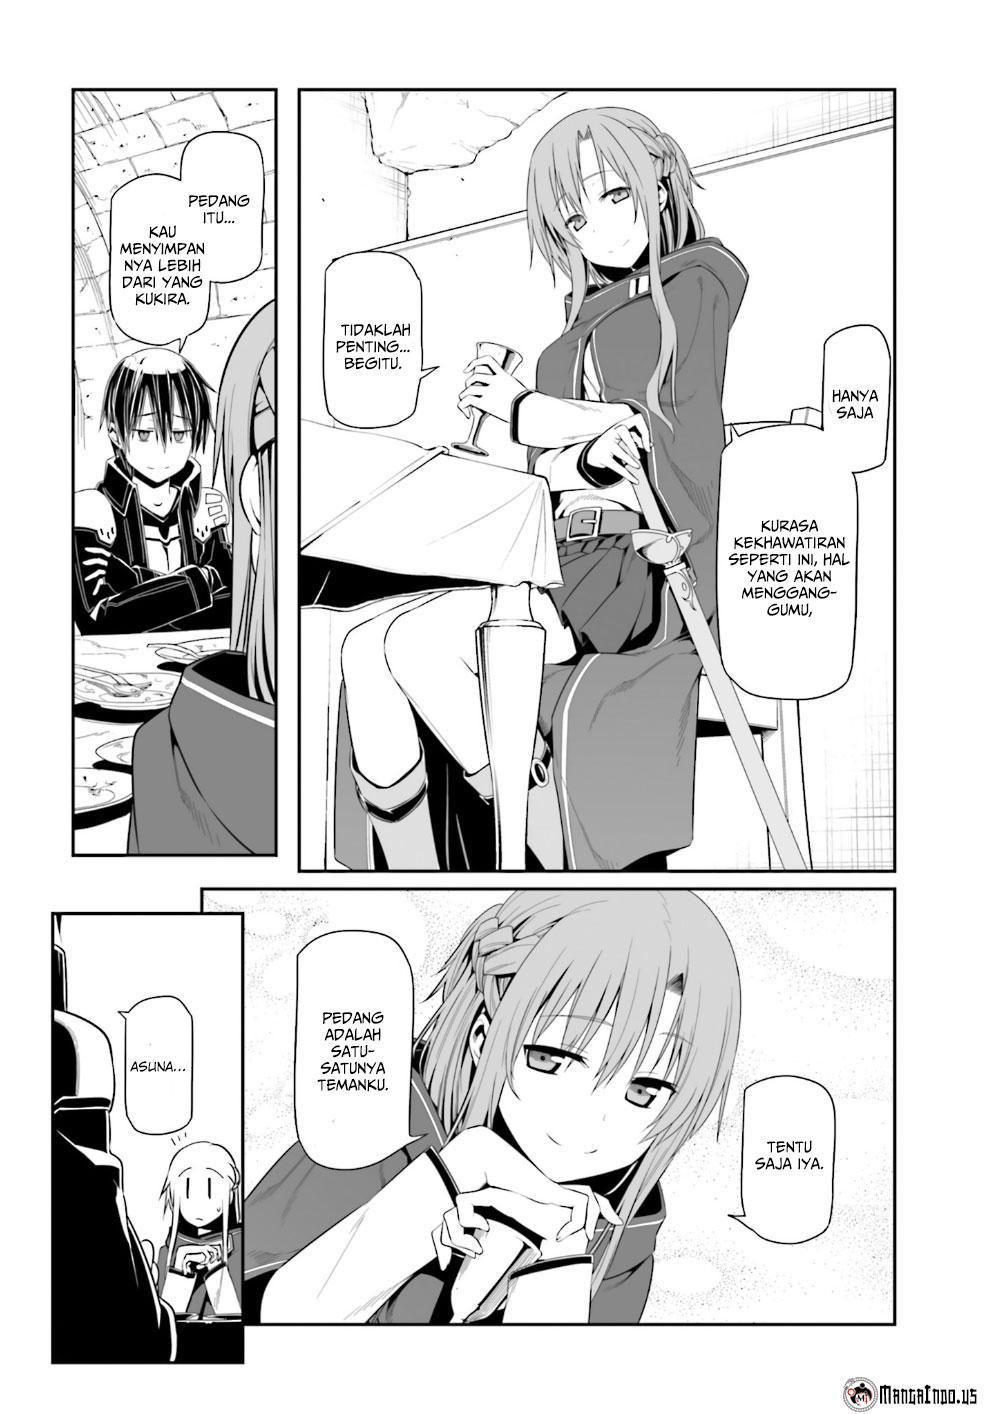 HANYA
SAJA
KURASA
KEKHAWATIRAN
SEPERTI INI, HAL
YANG AKAN
MENGGANG-
GUMU,
TIDAKLAH
PENTING...
BEGITU.
PEDANG
ITU...
KAU
MENYIMPAN
NYA LEBIH
DARI YANG
KUKIRA.
TENTU
SAJA IYA.
PEDANG
ADALAH
SATU-
SATUNYA
TEMANKU.
ASUNA...
MANGAINDO.US